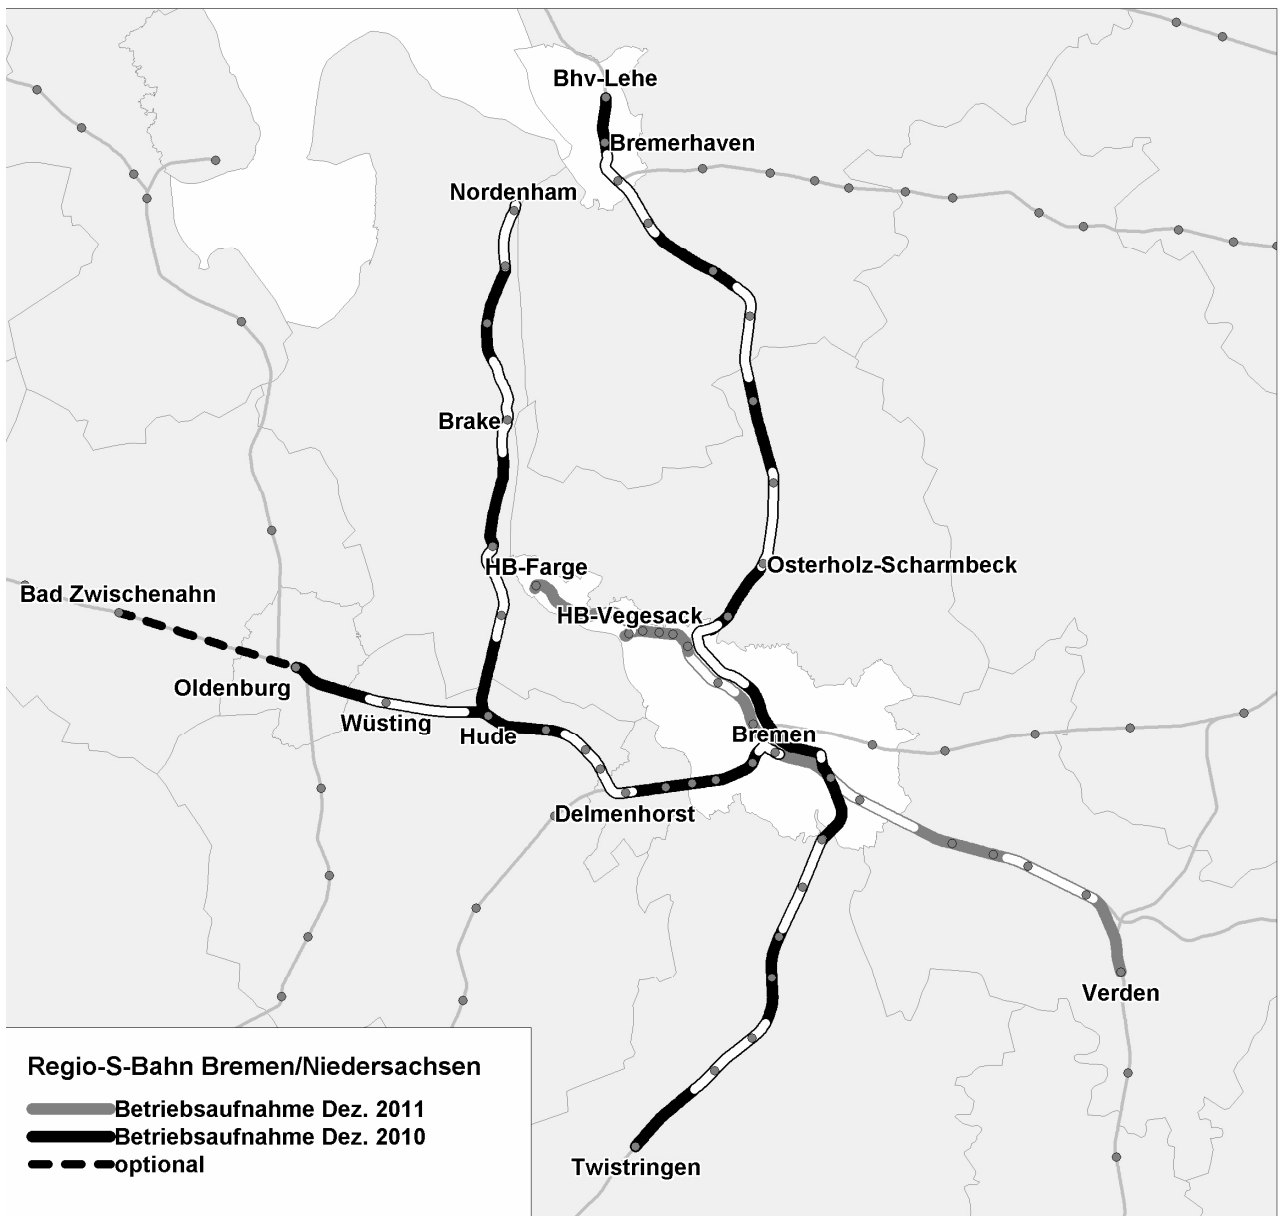 Bhv-Lehe
Bremerhaven
Nordenham
Brake
HB-Farge
Osterholz-Scharmbeck
Bad Zwischenahn
HB-Vegesack
Oldenburg
Wüsting
Hude
Bremen
Delmenhorst
Verden
Twistringen
Regio-S-Bahn Bremen/Niedersachsen
Betriebsaufnahme Dez. 2011
Betriebsaufnahme Dez. 2010
optional